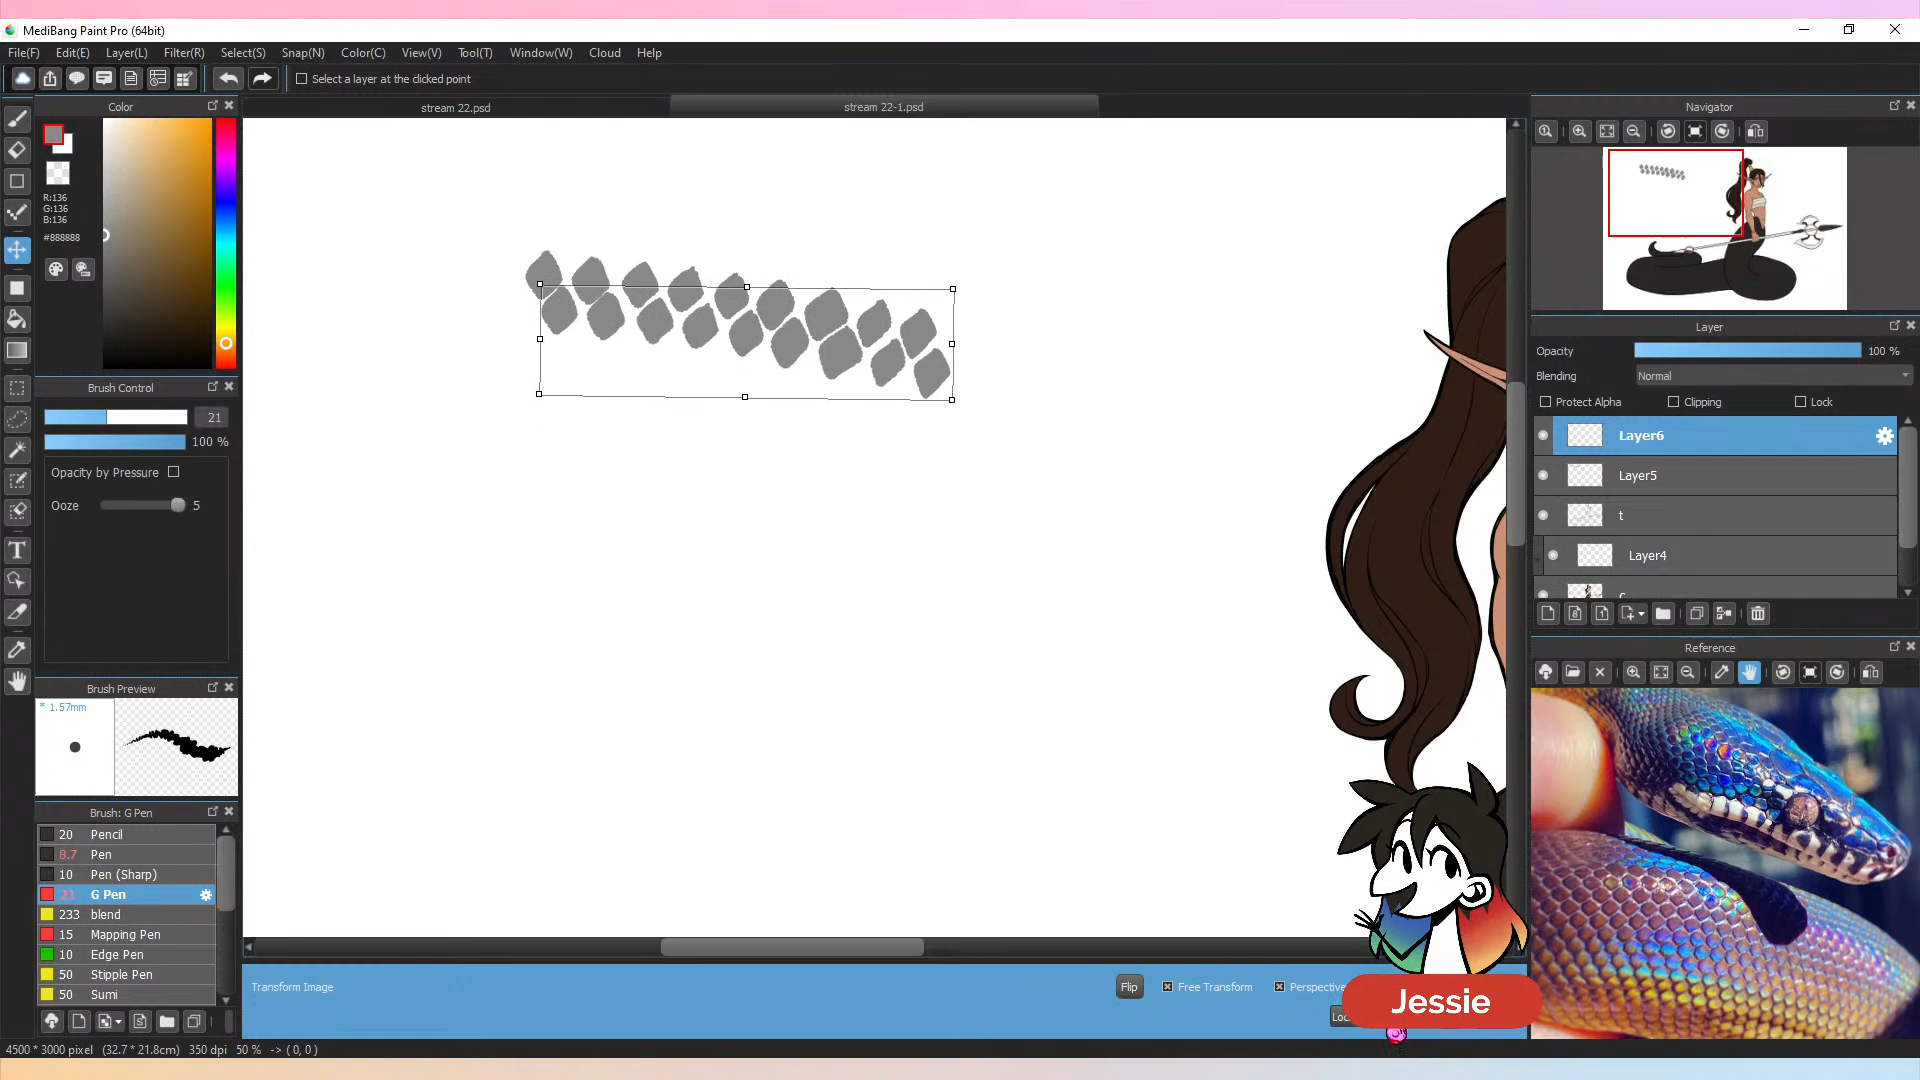 MediBang Paint Pro (64bit)
File(F) Edit(E) Layer(L) Filter(R) Select(S) Snap(N) Color(C) View(V) Tool(T) Window(W) Cloud Help
Select a layer at the clicked point
Color
stream 22.psd
stream 22-1.psd
Navigator
R:136
G:136
B:136
#888888
Layer
Opacity
100 %
Blending
Normal
Protect Alpha
Clipping
Lock
Layer6
Layer5
t
Layer4
Brush Control
21
100 %
Opacity by Pressure
Ooze
5
Reference
Brush Preview
* 1.57mm
Brush: G Pen
20 Pencil
8.7 Pen
10 Pen (Sharp)
21 G Pen
233 blend
15 Mapping Pen
10 Edge Pen
50 Stipple Pen
50 Sumi
Transform Image
Flip
Free Transform
Perspective
Jessie
4500 * 3000 pixel (32.7 * 21.8cm) 350 dpi 50 % -> ( 0, 0 )